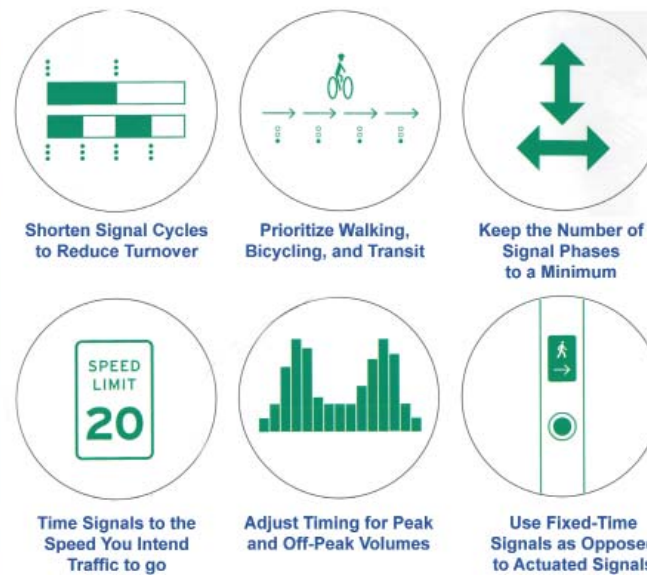 Shorten Signal Cycles
to Reduce Turnover
Prioritize Walking,
Bicycling, and Transit
Keep the Number of
Signal Phases
to a Minimum
SPEED
LIMIT
20
Time Signals to the
Speed You Intend
Traffic to go
Adjust Timing for Peak
and Off-Peak Volumes
Use Fixed-Time
Signals as Opposed
to Actuated Signals